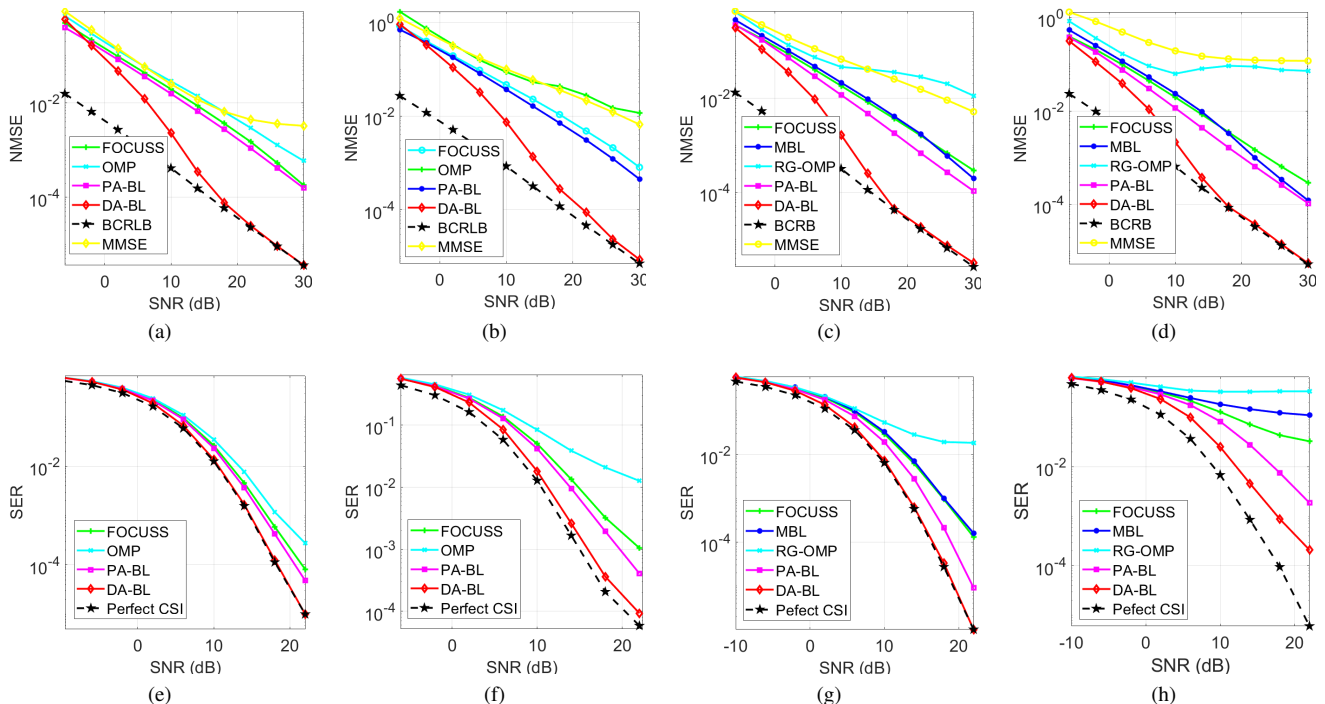 NMSE
10^-2
10^-4
FOCUSS
OMP
PA-BL
DA-BL
BCRLB
MMSE
0 10 20 30
SNR (dB)
(a)
NMSE
10^0
10^-2
10^-4
FOCUSS
OMP
PA-BL
DA-BL
BCRLB
MMSE
0 10 20 30
SNR (dB)
(b)
NMSE
10^-2
10^-4
FOCUSS
MBL
RG-OMP
PA-BL
DA-BL
BCRB
MMSE
0 10 20 30
SNR (dB)
(c)
NMSE
10^0
10^-2
10^-4
FOCUSS
MBL
RG-OMP
PA-BL
DA-BL
BCRB
MMSE
0 10 20 30
SNR (dB)
(d)
SER
10^-2
10^-4
FOCUSS
OMP
PA-BL
DA-BL
Perfect CSI
0 10 20
SNR (dB)
(e)
SER
10^-1
10^-2
10^-3
10^-4
FOCUSS
OMP
PA-BL
DA-BL
Perfect CSI
0 10 20
SNR (dB)
(f)
SER
10^-2
10^-4
FOCUSS
MBL
RG-OMP
PA-BL
DA-BL
Pefect CSI
-10 0 10 20
SNR (dB)
(g)
SER
10^-2
10^-4
FOCUSS
MBL
RG-OMP
PA-BL
DA-BL
Pefect CSI
-10 0 10 20
SNR (dB)
(h)